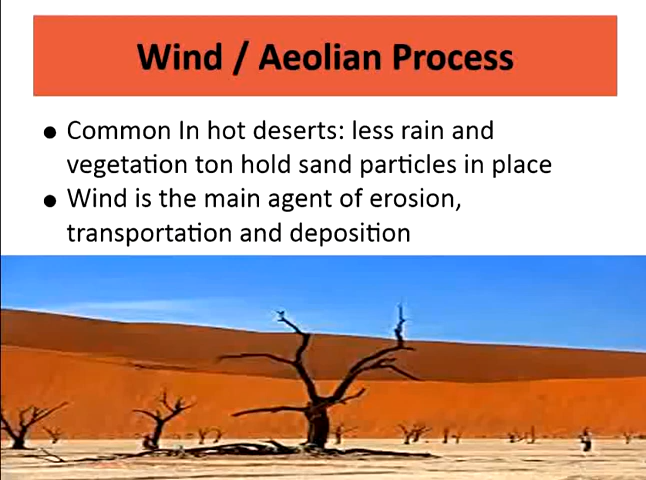 Wind / Aeolian Process
● Common In hot deserts: less rain and
vegetation ton hold sand particles in place
● Wind is the main agent of erosion,
transportation and deposition